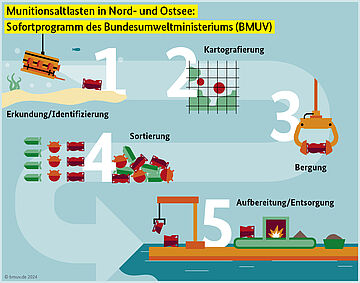 Munitionsaltlasten in Nord- und Ostsee:
Sofortprogramm des Bundesumweltministeriums (BMUV)
1
Erkundung/Identifizierung
2
Kartografierung
3
Bergung
4
Sortierung
5
Aufbereitung/Entsorgung
© bmuv.de 2024